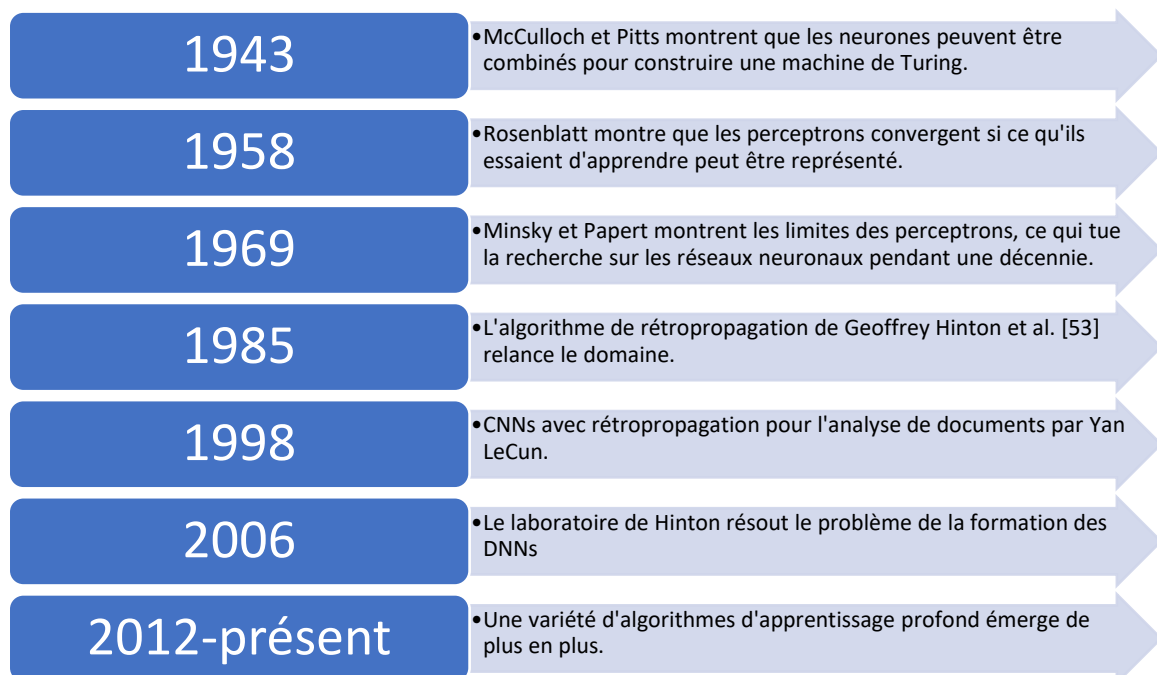 1943
•McCulloch et Pitts montrent que les neurones peuvent être
combinés pour construire une machine de Turing.
1958
•Rosenblatt montre que les perceptrons convergent si ce qu'ils
essaient d'apprendre peut être représenté.
1969
•Minsky et Papert montrent les limites des perceptrons, ce qui tue
la recherche sur les réseaux neuronaux pendant une décennie.
1985
•L'algorithme de rétropropagation de Geoffrey Hinton et al. [53]
relance le domaine.
1998
•CNNs avec rétropropagation pour l'analyse de documents par Yan
LeCun.
2006
•Le laboratoire de Hinton résout le problème de la formation des
DNNs
2012-présent
•Une variété d'algorithmes d'apprentissage profond émerge de
plus en plus.